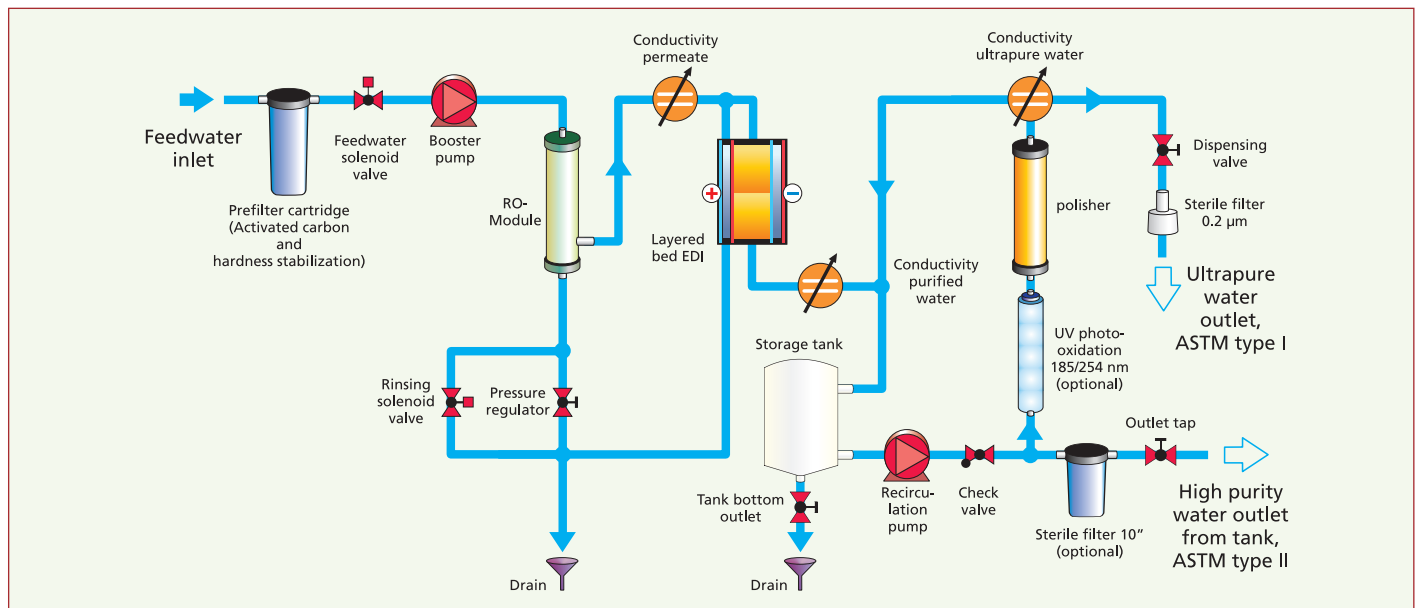 Feedwater
inlet
Prefilter cartridge
(Activated carbon
and
hardness stabilization)
Feedwater
solenoid
valve
Booster
pump
RO-
Module
Conductivity
permeate
+
−
Layered
bed EDI
Conductivity
purified
water
Conductivity
ultrapure water
polisher
UV photo-
oxidation
185/254 nm
(optional)
Dispensing
valve
Sterile filter
0.2 µm
Ultrapure
water
outlet,
ASTM type I
Rinsing
solenoid
valve
Pressure
regulator
Drain
Storage tank
Tank bottom
outlet
Drain
Recircu-
lation
pump
Check
valve
Sterile filter 10”
(optional)
Outlet tap
High purity
water outlet
from tank,
ASTM type II